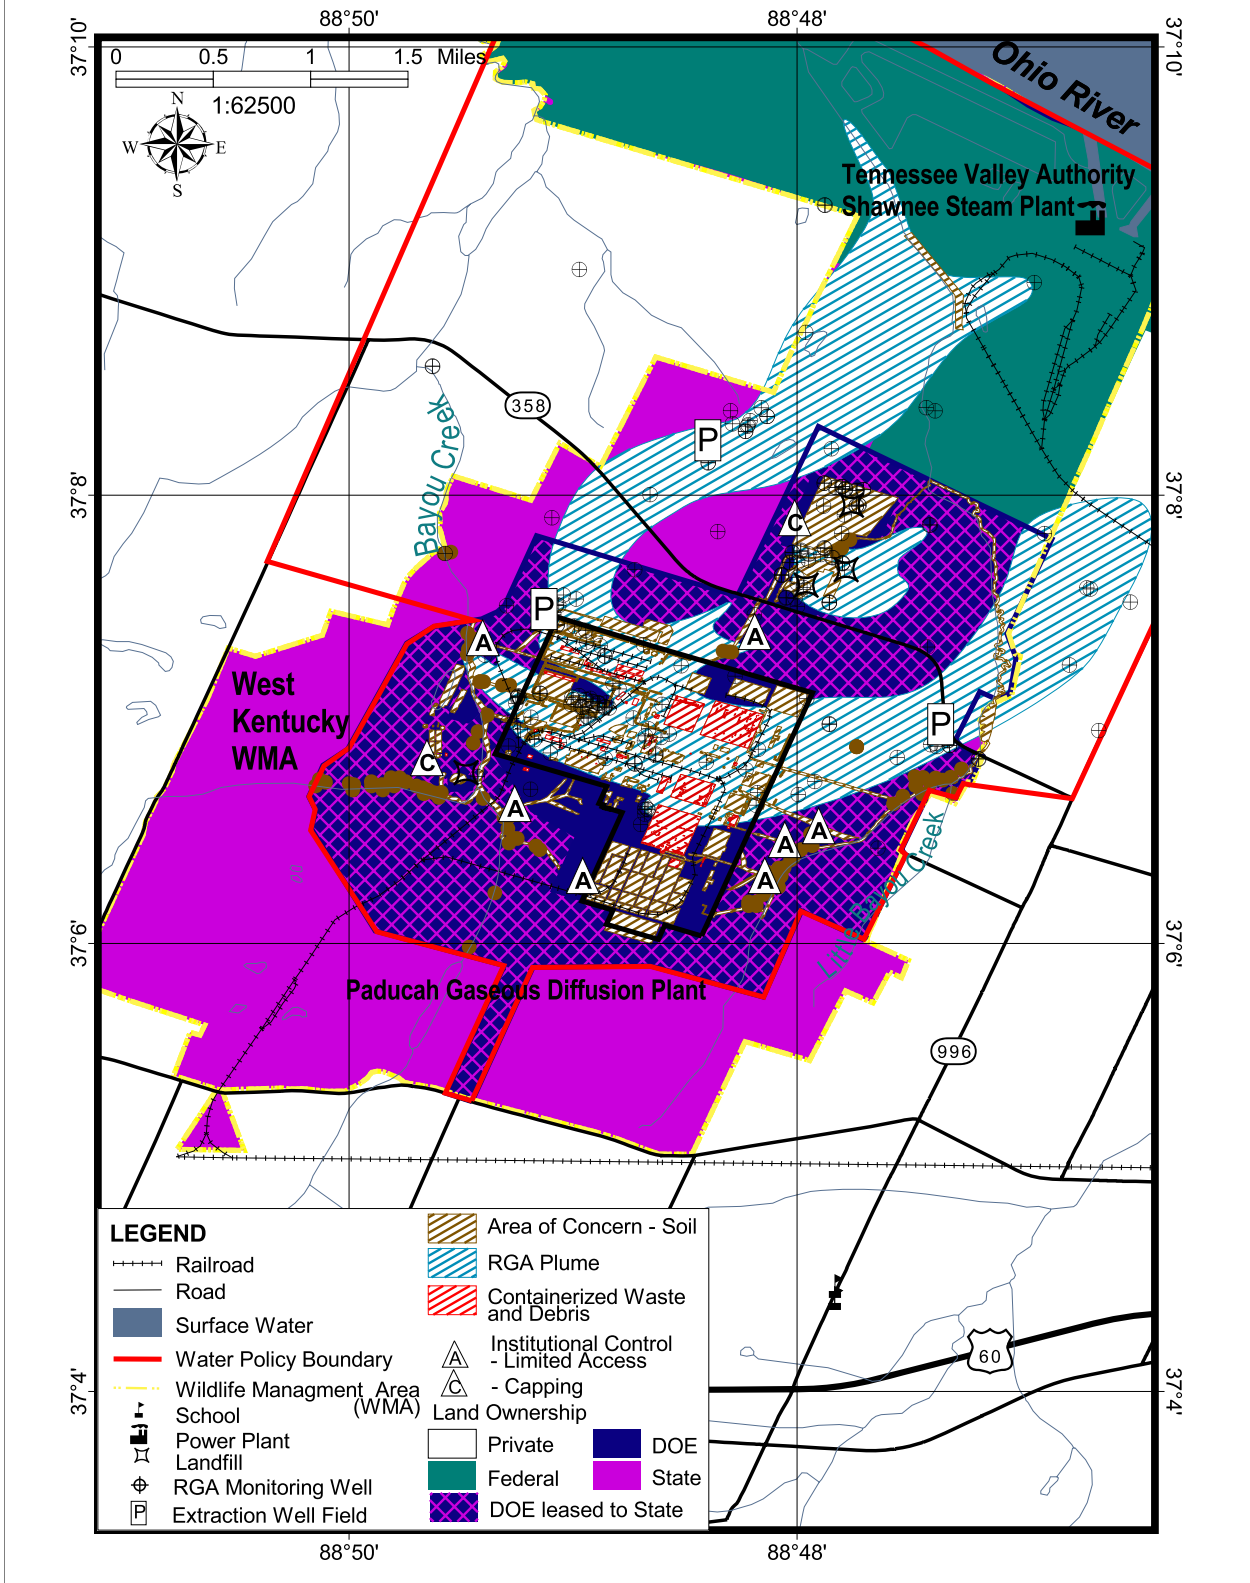 88°50'
88°48'
37°10'
37°10'
0 0.5 1 1.5 Miles
1:62500
N
W E
S
Ohio River
Tennessee Valley Authority
Shawnee Steam Plant
358
Bayou Creek
P
C
37°8'
37°8'
P
A
A
West
Kentucky
WMA
P
C
A
A
A
A
A
Little Bayou Creek
37°6'
37°6'
Paducah Gaseous Diffusion Plant
996
60
37°4'
37°4'
LEGEND
Railroad
Road
Surface Water
Water Policy Boundary
Wildlife Managment Area
(WMA)
School
Power Plant
Landfill
RGA Monitoring Well
P Extraction Well Field
Area of Concern - Soil
RGA Plume
Containerized Waste
and Debris
Institutional Control
A - Limited Access
C - Capping
Land Ownership
Private
DOE
Federal
State
DOE leased to State
88°50'
88°48'